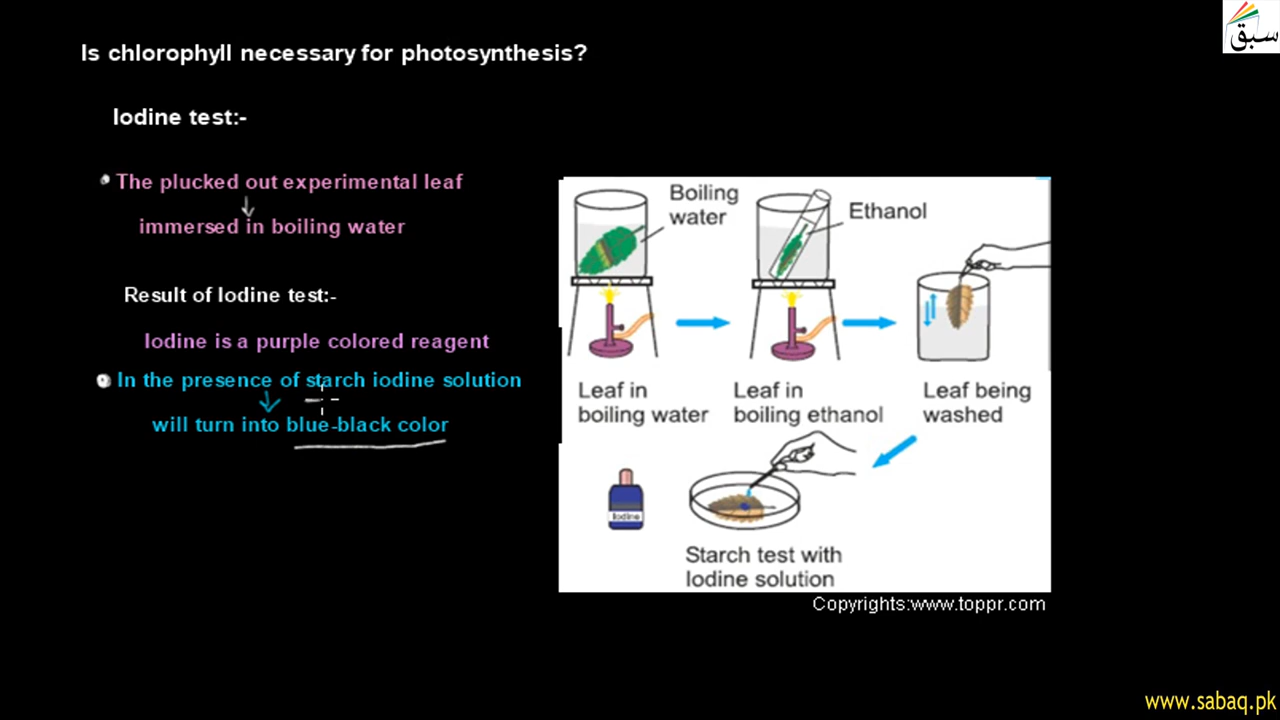 سبق
Is chlorophyll necessary for photosynthesis?
Iodine test:-
The plucked out experimental leaf
immersed in boiling water
Result of Iodine test:-
Iodine is a purple colored reagent
In the presence of starch iodine solution
will turn into blue-black color
Boiling
water
Ethanol
Leaf in
boiling water
Leaf in
boiling ethanol
Leaf being
washed
Iodine
Starch test with
Iodine solution
Copyrights:www.toppr.com
www.sabaq.pk